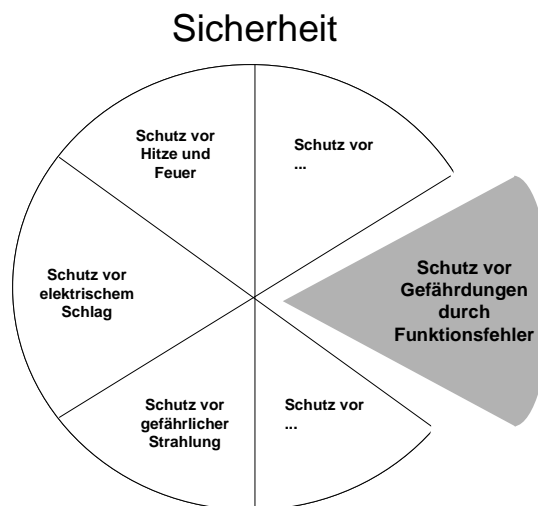 Sicherheit
Schutz vor
Hitze und
Feuer
Schutz vor
...
Schutz vor
elektrischem
Schlag
Schutz vor
Gefährdungen
durch
Funktionsfehler
Schutz vor
gefährlicher
Strahlung
Schutz vor
...